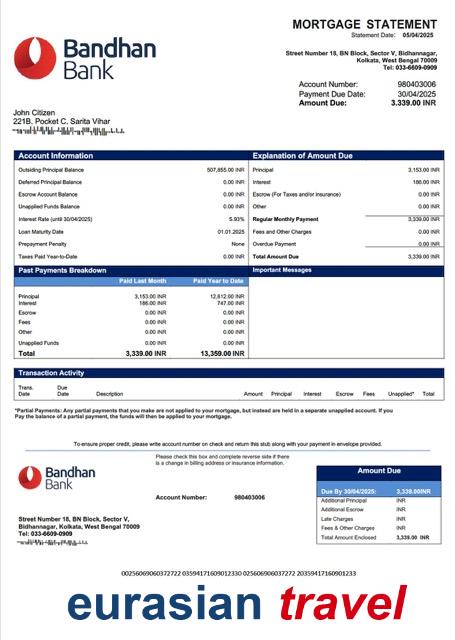 MORTGAGE STATEMENT
Statement Date: 05/04/2025
Bandhan
Bank
Street Number 18, BN Block, Sector V, Bidhannagar,
Kolkata, West Bengal 70009
Tel: 033-6609-0909
Account Number: 980403006
Payment Due Date: 30/04/2025
Amount Due: 3.339.00 INR
John Citizen
221B. Pocket C, Sarita Vihar
Account Information
Outsiding Principal Balance 507,855.00 INR
Deferred Principal Balance 0.00 INR
Escrow Account Balance 0.00 INR
Unapplied Funds Balance 0.00 INR
Interest Rate (until 30/04/2025) 5.93%
Loan Maturity Date 01.01.2025
Prepayment Penalty None
Taxes Paid Year-to-Date 0.00 INR
Explanation of Amount Due
Principal 3,153.00 INR
Interest 186.00 INR
Escrow (For Taxes and/or Insurance) 0.00 INR
Other 0.00 INR
Regular Monthly Payment 3,339.00 INR
Fees and Other Charges 0.00 INR
Overdue Payment 0.00 INR
Total Amount Due 3,339.00 INR
Past Payments Breakdown
Paid Last Month Paid Year to Date
Principal 3,153.00 INR 12,612.00 INR
Interest 186.00 INR 747.00 INR
Escrow 0.00 INR 0.00 INR
Fees 0.00 INR 0.00 INR
Other 0.00 INR 0.00 INR
Unapplied Funds 0.00 INR 0.00 INR
Total 3,339.00 INR 13,359.00 INR
Important Messages
Transaction Activity
Trans. Date Due Date Description Amount Principal Interest Escrow Fees Unapplied* Total
*Partial Payments: Any partial payments that you make are not applied to your mortgage, but instead are held in a separate unapplied account. If you
Pay the balance of a partial payment, the funds will then be applied to your mortgage.
To ensure proper credit, please write account number on check and return this stub along with your payment in envelope provided.
Bandhan
Bank
Please check this box and complete reverse side if there
is a change in billing address or insurance information.
Account Number: 980403006
Street Number 18, BN Block, Sector V,
Bidhannagar, Kolkata, West Bengal 70009
Tel: 033-6609-0909
Amount Due
Due By 30/04/2025: 3,339.00INR
Additional Principal INR
Additional Escrow INR
Late Charges INR
Fees & Other Charges INR
Total Amount Enclosed 3,339.00 INR
00256069060372722 03594171609012330 025606906037272 20359417160901233
eurasian travel